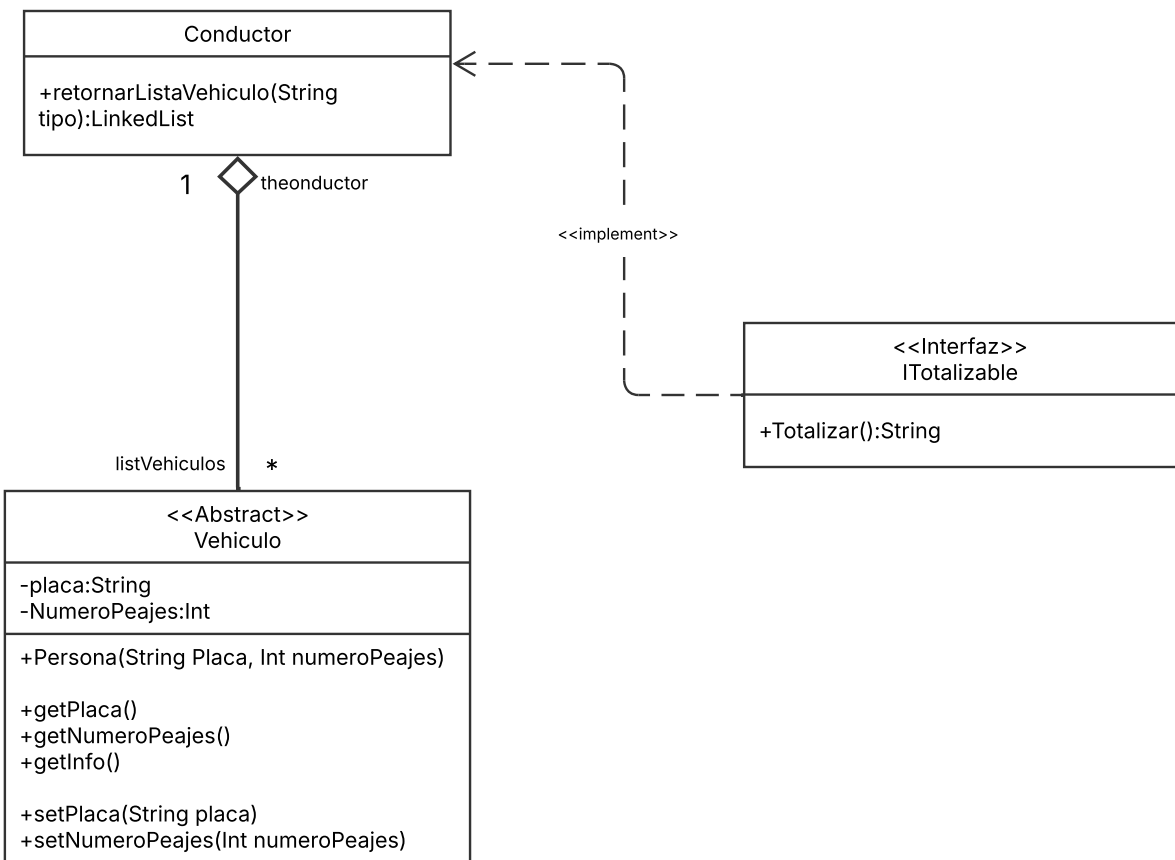 Conductor
+retornarListaVehiculo(String
tipo):LinkedList
1
theonductor
<<implement>>
<<Interfaz>>
ITotalizable
+Totalizar():String
listVehiculos
*
<<Abstract>>
Vehiculo
-placa:String
-NumeroPeajes:Int
+Persona(String Placa, Int numeroPeajes)
+getPlaca()
+getNumeroPeajes()
+getInfo()
+setPlaca(String placa)
+setNumeroPeajes(Int numeroPeajes)